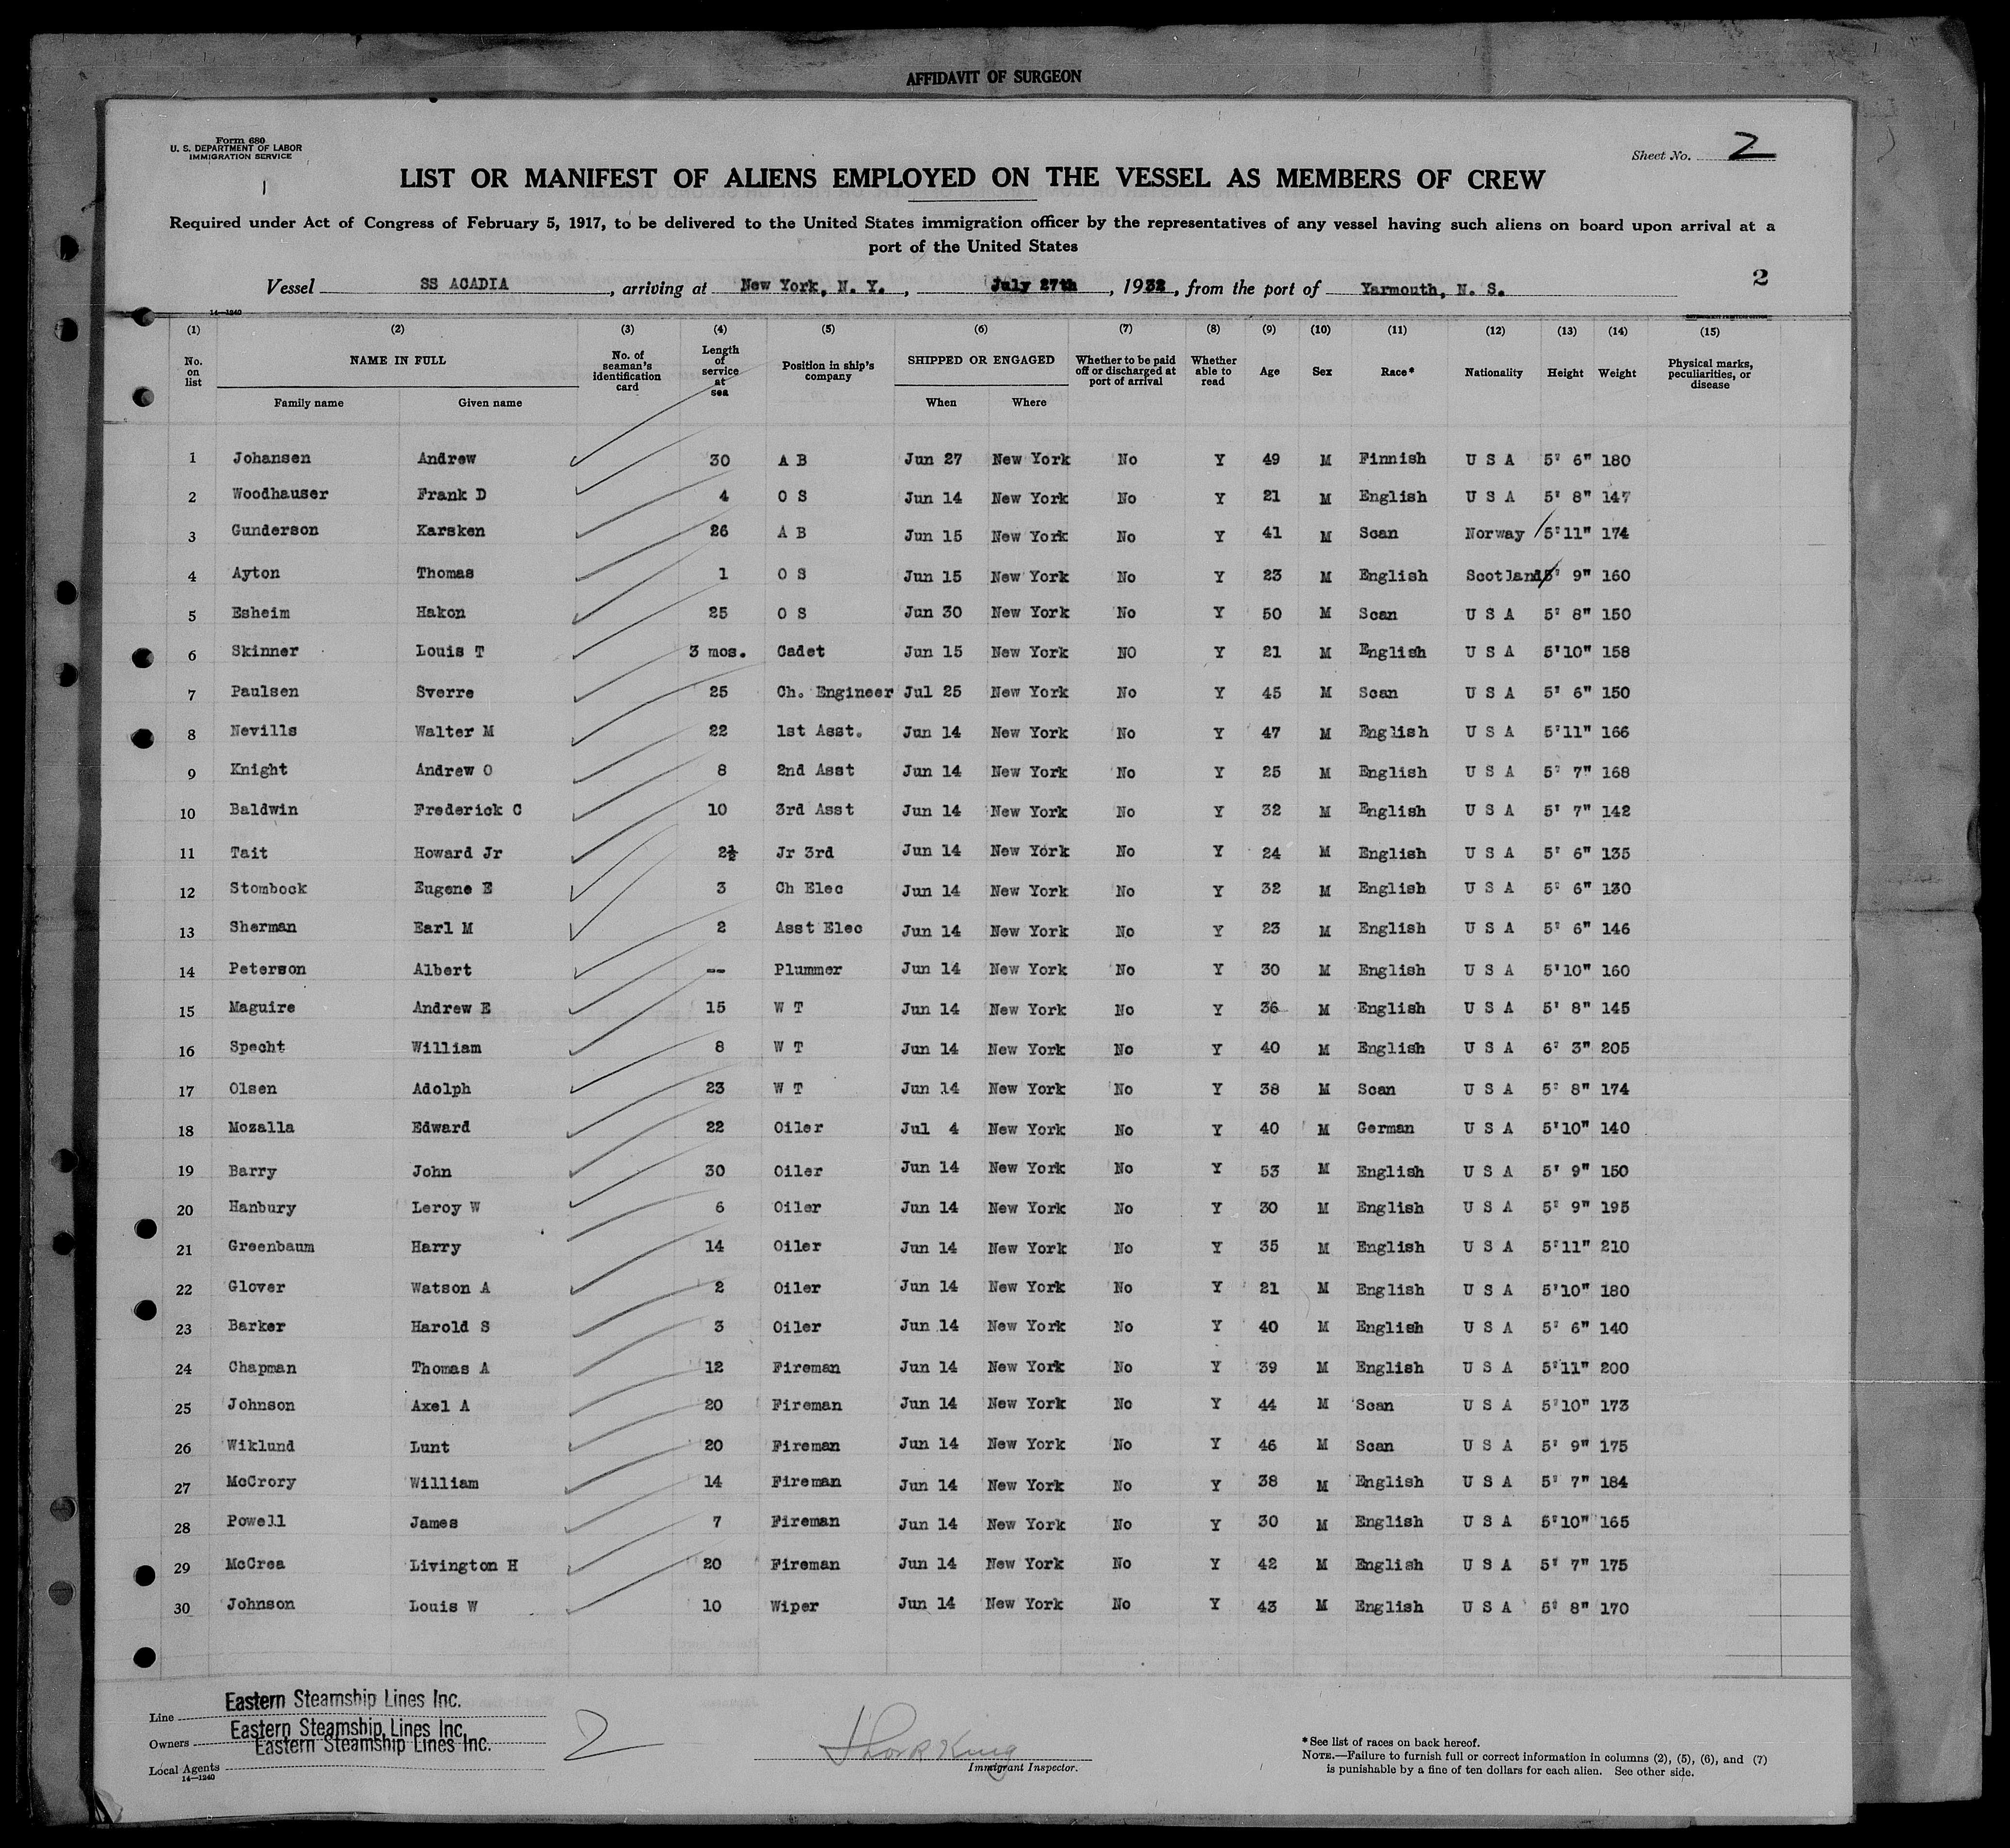 AFFIDAVIT OF SURGEON
Form 680
U. S. DEPARTMENT OF LABOR
IMMIGRATION SERVICE
Sheet No. 2
LIST OR MANIFEST OF ALIENS EMPLOYED ON THE VESSEL AS MEMBERS OF CREW
Required under Act of Congress of February 5, 1917, to be delivered to the United States immigration officer by the representatives of any vessel having such aliens on board upon arrival at a
port of the United States
2
Vessel SS ACADIA, arriving at New York, N. Y., July 27th, 1932, from the port of Yarmouth, N. S.
14—1240
(1) (2) (3) (4) (5) (6) (7) (8) (9) (10) (11) (12) (13) (14) (15)
No. on list NAME IN FULL No. of seaman's identification card Length of service at sea Position in ship's company SHIPPED OR ENGAGED Whether to be paid off or discharged at port of arrival Whether able to read Age Sex Race* Nationality Height Weight Physical marks, peculiarities, or disease
Family name Given name When Where
1 Johansen Andrew 30 A B Jun 27 New York No Y 49 M Finnish U S A 5' 6" 180
2 Woodhauser Frank D 4 O S Jun 14 New York No Y 21 M English U S A 5' 8" 147
3 Gunderson Karsken 26 A B Jun 15 New York No Y 41 M Scan Norway 5'11" 174
4 Ayton Thomas 1 O S Jun 15 New York No Y 23 M English Scotland 5' 9" 160
5 Esheim Hakon 25 O S Jun 30 New York No Y 50 M Scan U S A 5' 8" 150
6 Skinner Louis T 3 mos. Cadet Jun 15 New York NO Y 21 M English U S A 5'10" 158
7 Paulsen Sverre 25 Ch. Engineer Jul 25 New York No Y 45 M Scan U S A 5' 6" 150
8 Nevills Walter M 22 1st Asst. Jun 14 New York No Y 47 M English U S A 5'11" 166
9 Knight Andrew O 8 2nd Asst Jun 14 New York No Y 25 M English U S A 5' 7" 168
10 Baldwin Frederick C 10 3rd Asst Jun 14 New York No Y 32 M English U S A 5' 7" 142
11 Tait Howard Jr 2½ Jr 3rd Jun 14 New York No Y 24 M English U S A 5' 6" 135
12 Stombock Eugene E 3 Ch Elec Jun 14 New York No Y 32 M English U S A 5' 6" 130
13 Sherman Earl M 2 Asst Elec Jun 14 New York No Y 23 M English U S A 5' 6" 146
14 Peterson Albert -- Plummer Jun 14 New York No Y 30 M English U S A 5'10" 160
15 Maguire Andrew E 15 W T Jun 14 New York No Y 36 M English U S A 5' 8" 145
16 Specht William 8 W T Jun 14 New York No Y 40 M English U S A 6' 3" 205
17 Olsen Adolph 23 W T Jun 14 New York No Y 38 M Scan U S A 5' 8" 174
18 Mozalla Edward 22 Oiler Jul 4 New York No Y 40 M German U S A 5'10" 140
19 Barry John 30 Oiler Jun 14 New York No Y 53 M English U S A 5' 9" 150
20 Hanbury Leroy W 6 Oiler Jun 14 New York No Y 30 M English U S A 5' 9" 195
21 Greenbaum Harry 14 Oiler Jun 14 New York No Y 35 M English U S A 5'11" 210
22 Glover Watson A 2 Oiler Jun 14 New York No Y 21 M English U S A 5'10" 180
23 Barker Harold S 3 Oiler Jun 14 New York No Y 40 M English U S A 5' 6" 140
24 Chapman Thomas A 12 Fireman Jun 14 New York No Y 39 M English U S A 5'11" 200
25 Johnson Axel A 20 Fireman Jun 14 New York No Y 44 M Scan U S A 5'10" 173
26 Wiklund Lunt 20 Fireman Jun 14 New York No Y 46 M Scan U S A 5' 9" 175
27 McCrory William 14 Fireman Jun 14 New York No Y 38 M English U S A 5' 7" 184
28 Powell James 7 Fireman Jun 14 New York No Y 30 M English U S A 5'10" 165
29 McCrea Livington H 20 Fireman Jun 14 New York No Y 42 M English U S A 5' 7" 175
30 Johnson Louis W 10 Wiper Jun 14 New York No Y 43 M English U S A 5' 8" 170
Line Eastern Steamship Lines Inc.
Owners Eastern Steamship Lines Inc.
Eastern Steamship Lines Inc.
Local Agents
14—1240
2
King
Immigrant Inspector.
*See list of races on back hereof.
NOTE.—Failure to furnish full or correct information in columns (2), (5), (6), and (7)
is punishable by a fine of ten dollars for each alien. See other side.